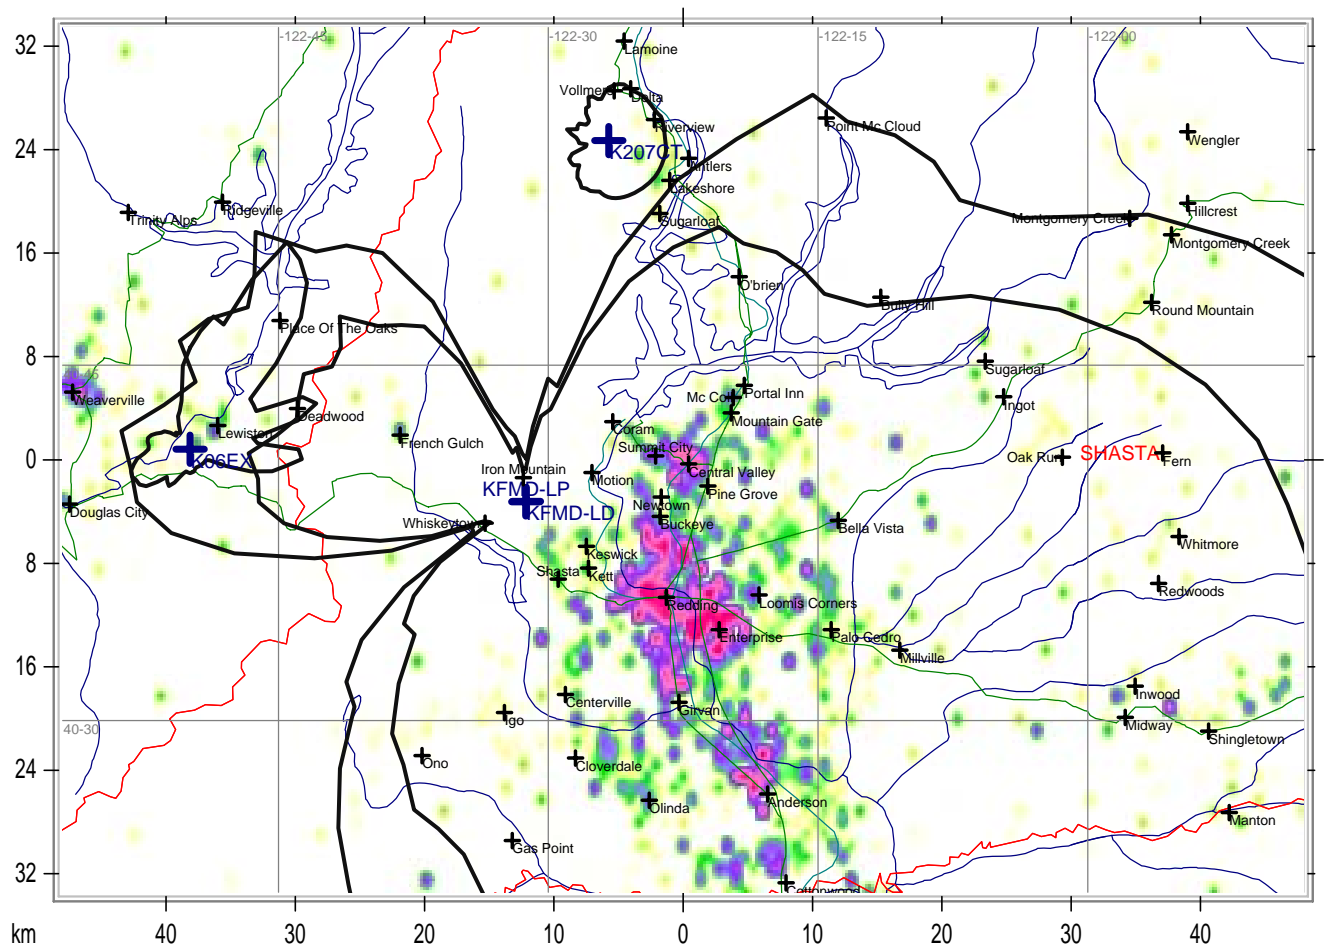 -122-45
-122-30
-122-15
-122-00
32
Lamoine
Vollmers
Delta
Riverview
Point Mc Cloud
24
Wengler
K207CT
Antlers
Lakeshore
Trinity Alps
Ridgeville
Sugarloaf
Montgomery Creek
Hillcrest
16
Montgomery Creek
O'brien
Bully Hill
Round Mountain
Place Of The Oaks
8
Sugarloaf
Weaverville
Portal Inn
Mc Coll
Ingot
Deadwood
Mountain Gate
Lewiston
French Gulch
Coram
Summit City
0
K06EX
Iron Mountain
Central Valley
Oak Run
SHASTA
Fern
Motion
KFMD-LP
Pine Grove
Douglas City
KFMD-LD
Newtown
Whiskeytown
Buckeye
Bella Vista
Whitmore
8
Keswick
Shasta
Kett
Redwoods
Redding
Loomis Corners
Enterprise
Palo Cedro
16
Millville
Inwood
Centerville
Girvan
Igo
Midway
40-30
Shingletown
Ono
Cloverdale
24
Olinda
Anderson
Manton
Gas Point
32
Cottonwood
km
40
30
20
10
0
10
20
30
40